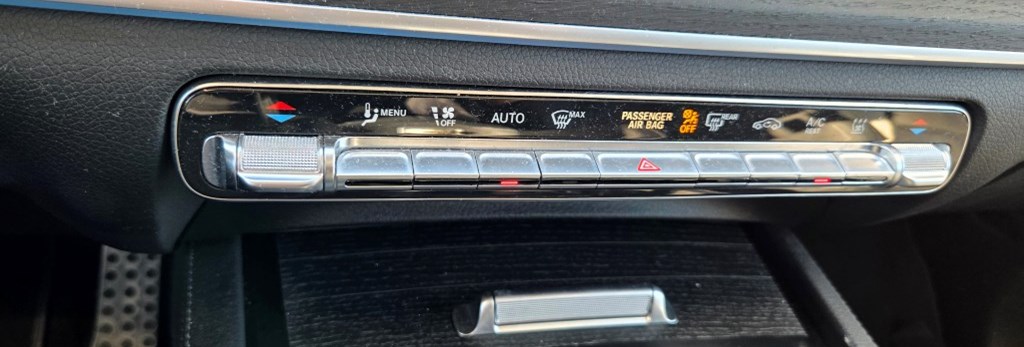 MENU
OFF
AUTO
MAX
PASSENGER
AIR BAG
OFF
REAR
A/C